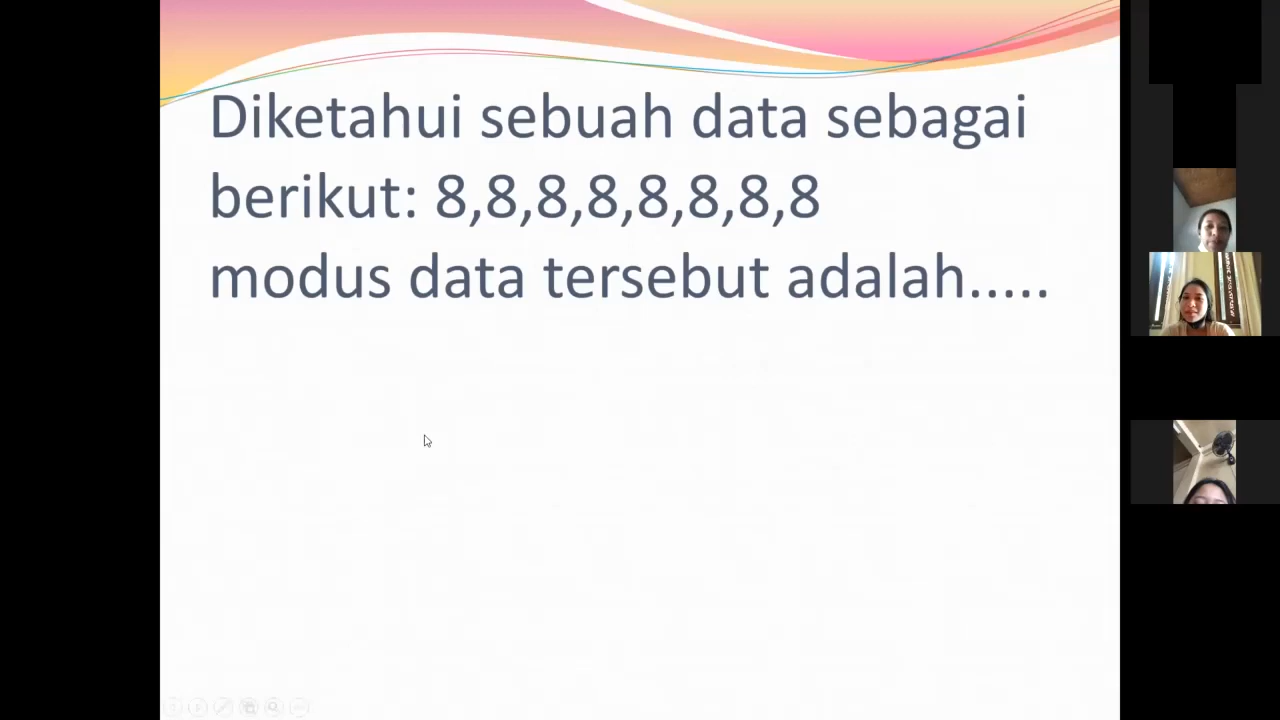 Diketahui sebuah data sebagai
berikut: 8,8,8,8,8,8,8,8
modus data tersebut adalah.....